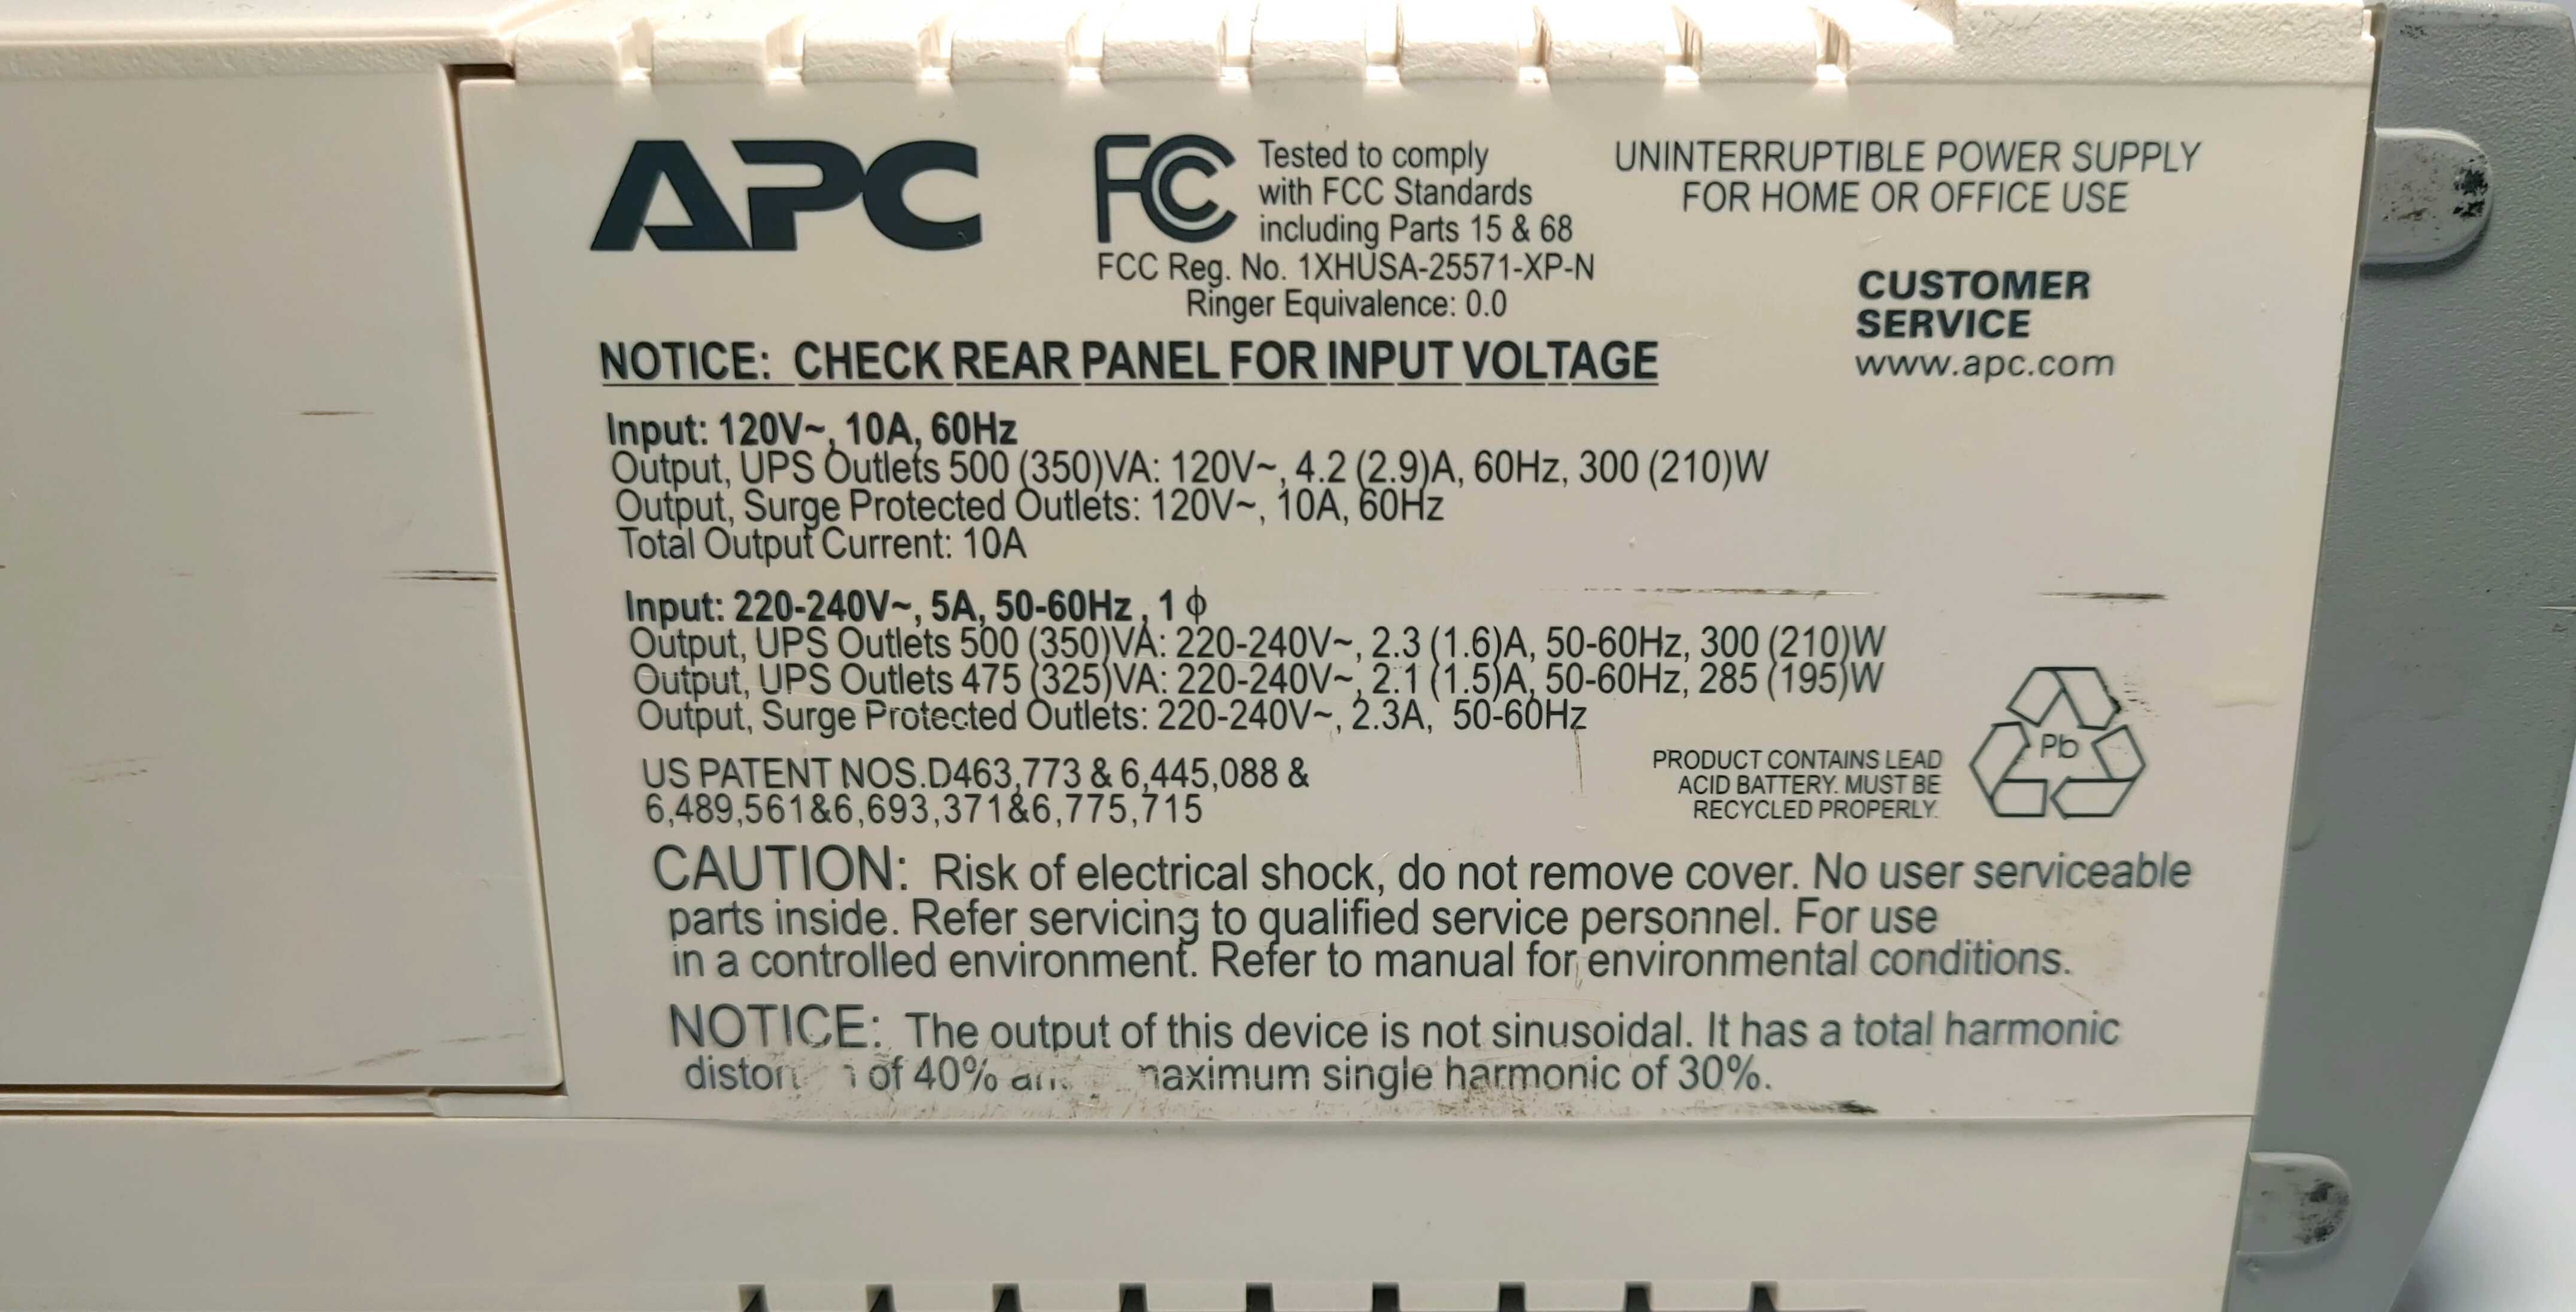 APC
FC
Tested to comply
with FCC Standards
including Parts 15 & 68
FCC Reg. No. 1XHUSA-25571-XP-N
Ringer Equivalence: 0.0
UNINTERRUPTIBLE POWER SUPPLY
FOR HOME OR OFFICE USE
CUSTOMER
SERVICE
www.apc.com
NOTICE: CHECK REAR PANEL FOR INPUT VOLTAGE
Input: 120V~, 10A, 60Hz
Output, UPS Outlets 500 (350)VA: 120V~, 4.2 (2.9)A, 60Hz, 300 (210)W
Output, Surge Protected Outlets: 120V~, 10A, 60Hz
Total Output Current: 10A
Input: 220-240V~, 5A, 50-60Hz, 1 ϕ
Output, UPS Outlets 500 (350)VA: 220-240V~, 2.3 (1.6)A, 50-60Hz, 300 (210)W
Output, UPS Outlets 475 (325)VA: 220-240V~, 2.1 (1.5)A, 50-60Hz, 285 (195)W
Output, Surge Protected Outlets: 220-240V~, 2.3A, 50-60Hz
US PATENT NOS.D463,773 & 6,445,088 &
6,489,561&6,693,371&6,775,715
PRODUCT CONTAINS LEAD
ACID BATTERY. MUST BE
RECYCLED PROPERLY.
Pb
CAUTION: Risk of electrical shock, do not remove cover. No user serviceable
parts inside. Refer servicing to qualified service personnel. For use
in a controlled environment. Refer to manual for environmental conditions.
NOTICE: The output of this device is not sinusoidal. It has a total harmonic
of 40% maximum single harmonic of 30%.